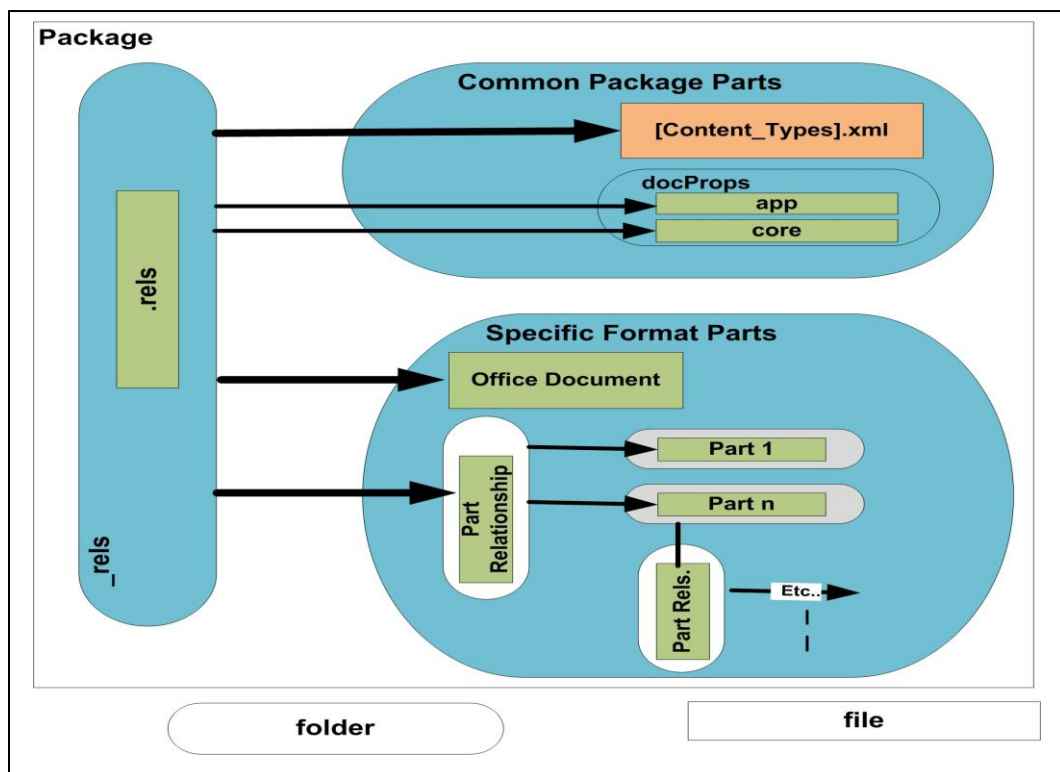 Package
Common Package Parts
[Content_Types].xml
docProps
app
core
.rels
_rels
Specific Format Parts
Office Document
Part
Relationship
Part 1
Part n
Part Rels.
Etc..
folder
file